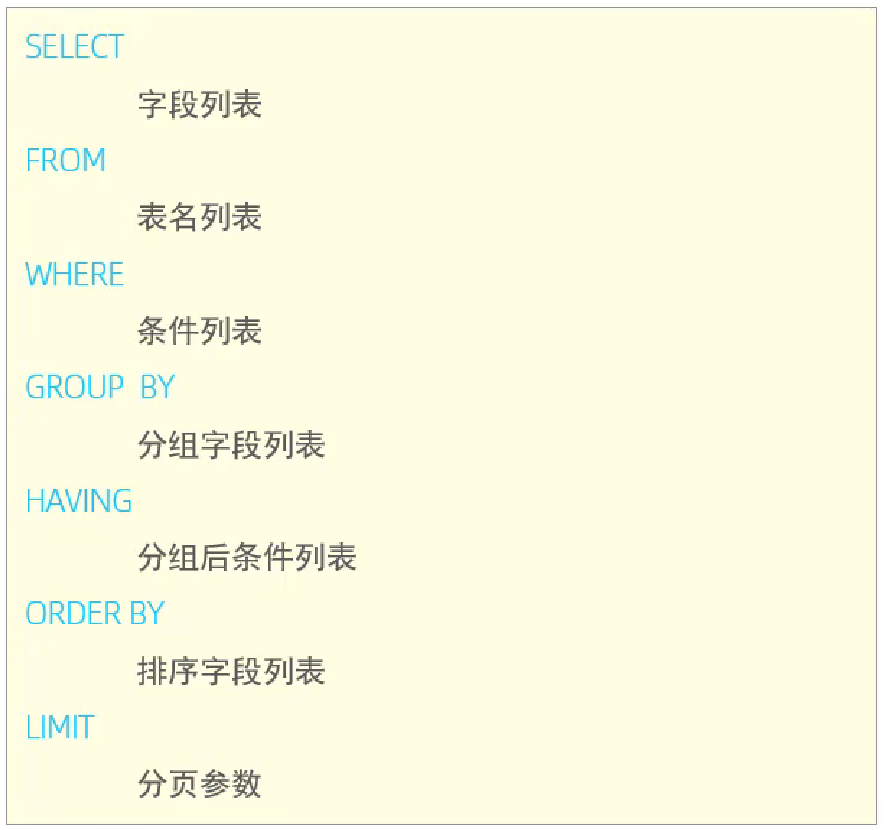 SELECT
字段列表
FROM
表名列表
WHERE
条件列表
GROUP BY
分组字段列表
HAVING
分组后条件列表
ORDER BY
排序字段列表
LIMIT
分页参数